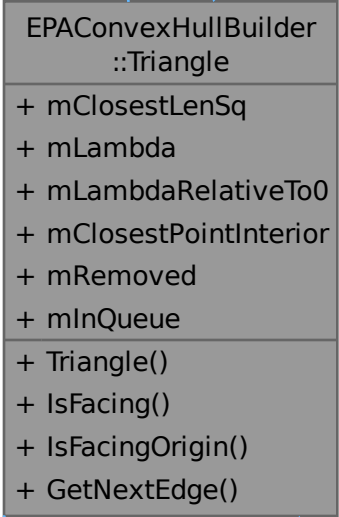 EPAConvexHullBuilder
::Triangle
+ mClosestLenSq
+ mLambda
+ mLambdaRelativeTo0
+ mClosestPointInterior
+ mRemoved
+ mInQueue
+ Triangle()
+ IsFacing()
+ IsFacingOrigin()
+ GetNextEdge()